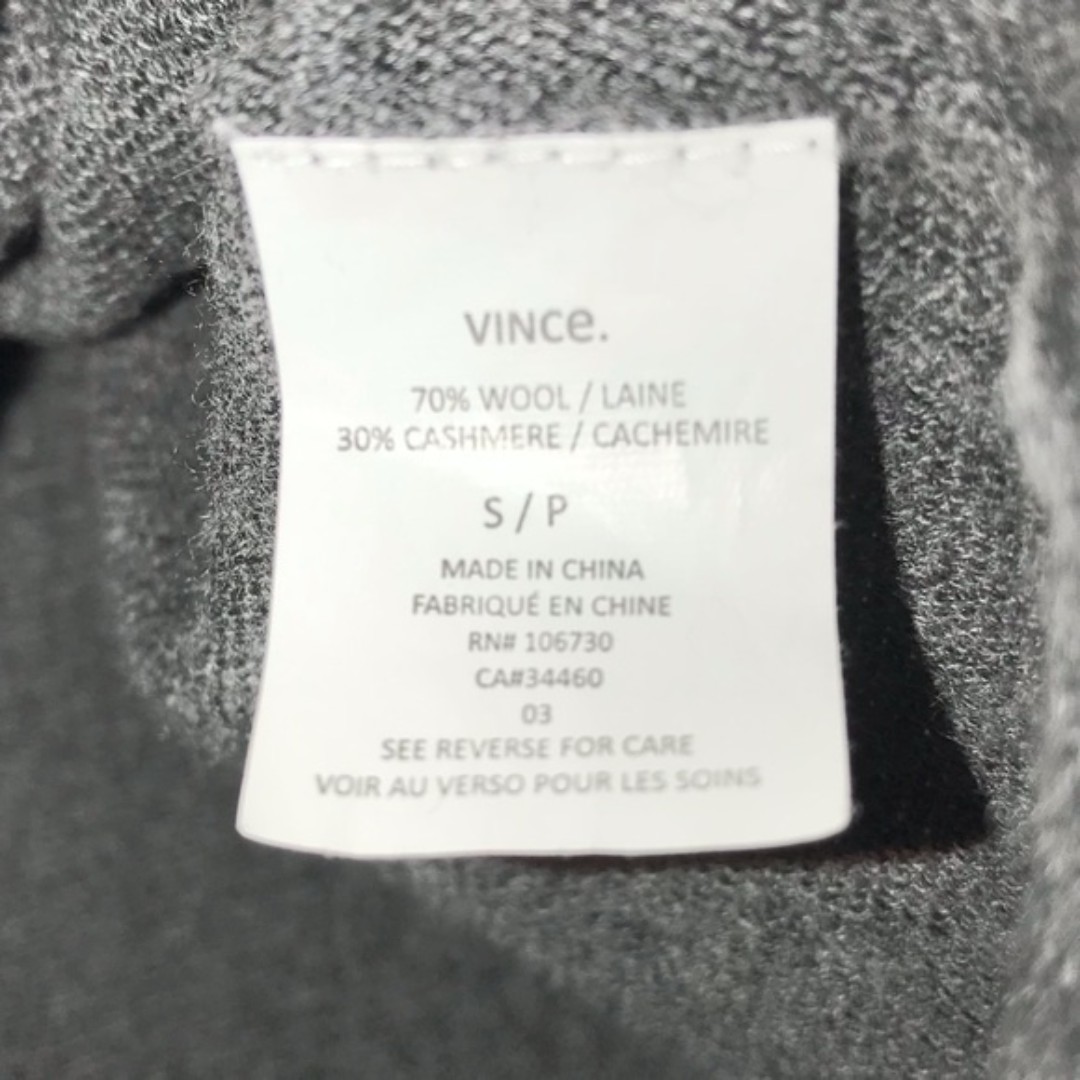 VINCe.
70% WOOL / LAINE
30% CASHMERE / CACHEMIRE
S / P
MADE IN CHINA
FABRIQUÉ EN CHINE
RN# 106730
CA#34460
03
SEE REVERSE FOR CARE
VOIR AU VERSO POUR LES SOINS